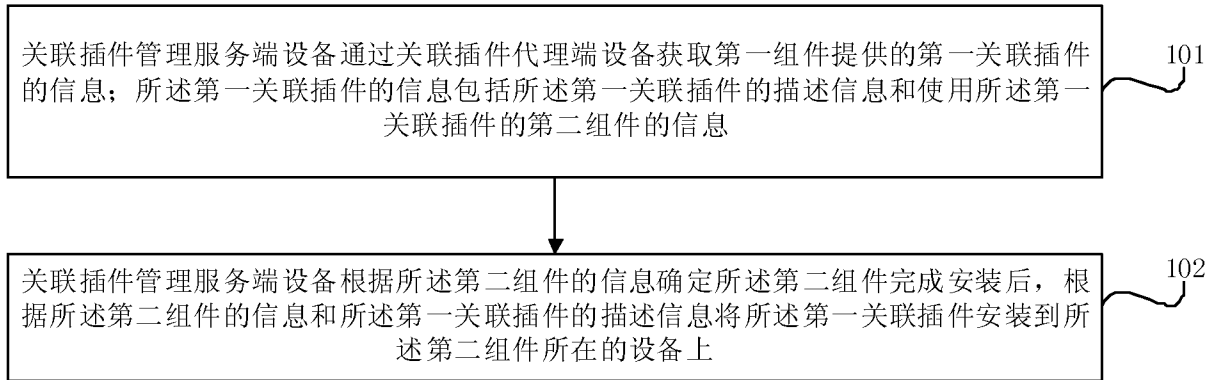 关联插件管理服务端设备通过关联插件代理端设备获取第一组件提供的第一关联插件
的信息；所述第一关联插件的信息包括所述第一关联插件的描述信息和使用所述第一
关联插件的第二组件的信息
101
关联插件管理服务端设备根据所述第二组件的信息确定所述第二组件完成安装后，根
据所述第二组件的信息和所述第一关联插件的描述信息将所述第一关联插件安装到所
述第二组件所在的设备上
102